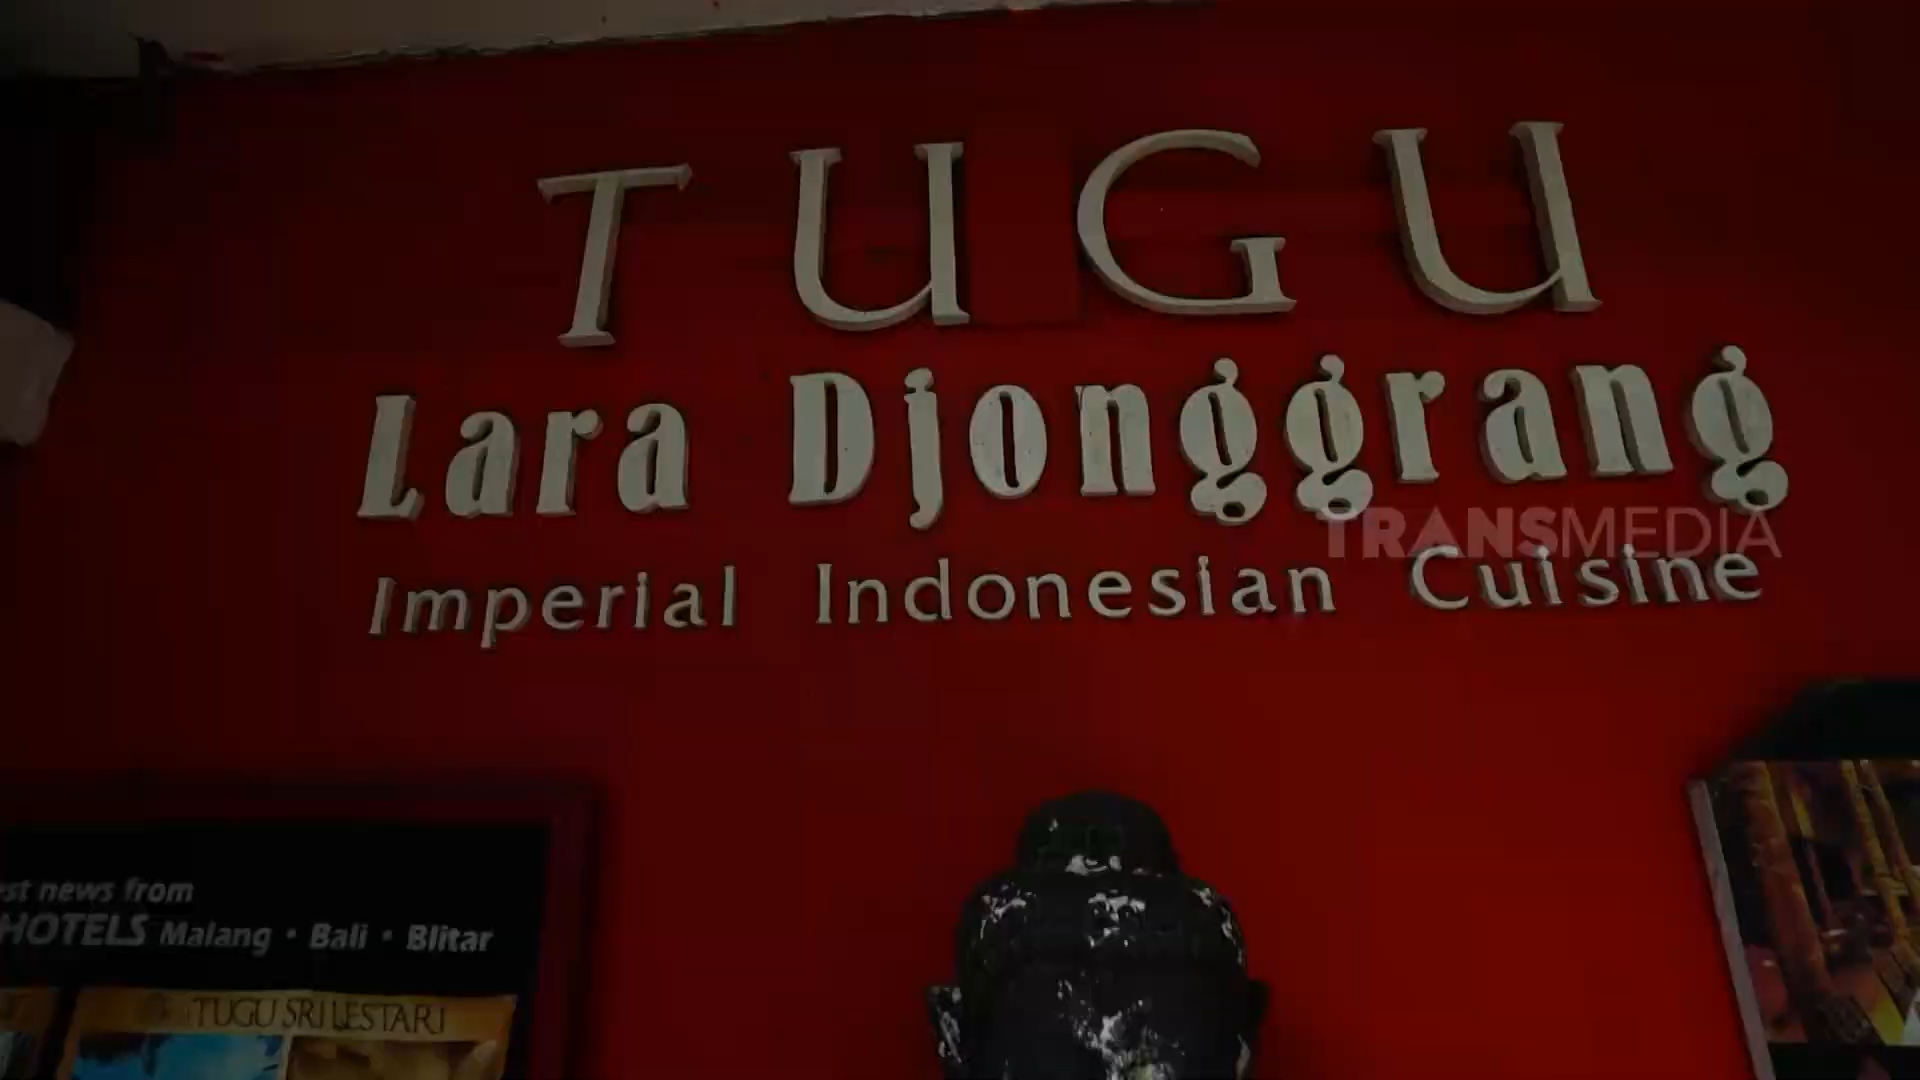 TUGU
Lara Djonggrang
TRANSMEDIA
Imperial Indonesian Cuisine
est news from
HOTELS Malang • Bali • Blitar
TUGU SRI LESTARI